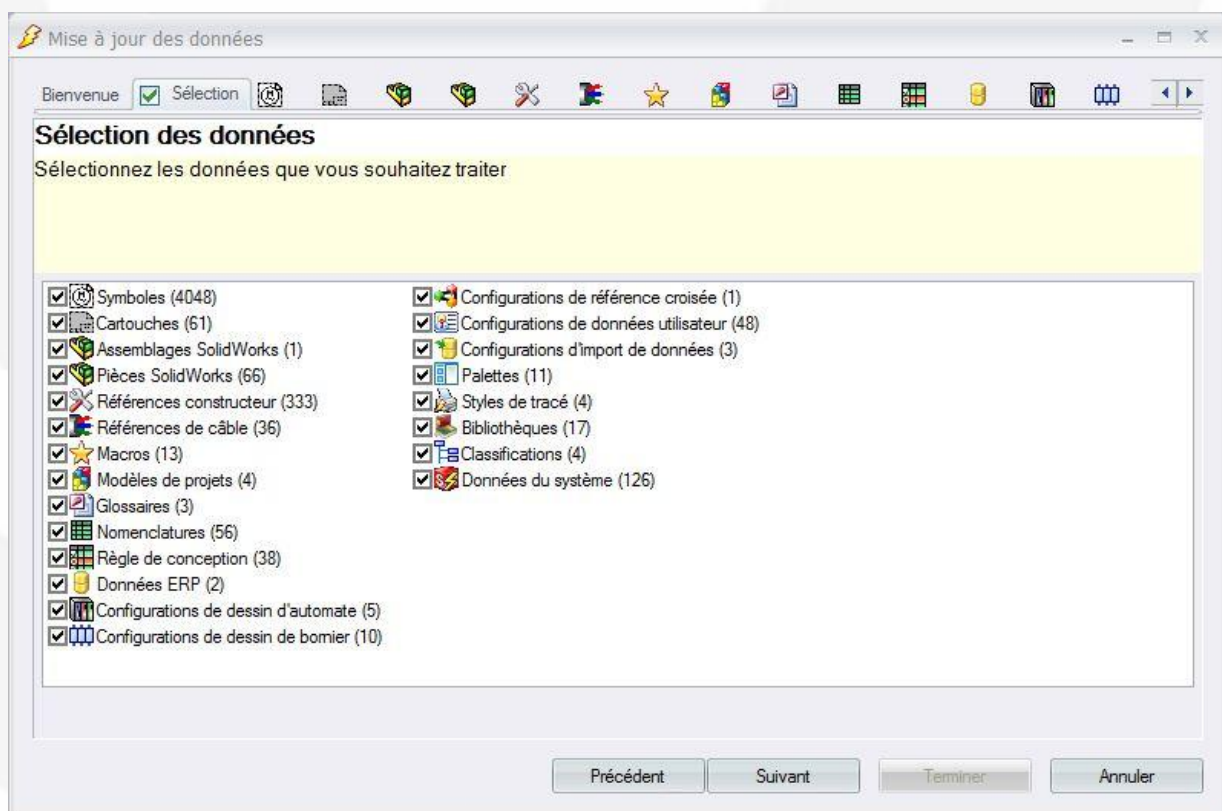 Mise à jour des données
Bienvenue Sélection
Sélection des données
Sélectionnez les données que vous souhaitez traiter
Symboles (4048)
Cartouches (61)
Assemblages SolidWorks (1)
Pièces SolidWorks (66)
Références constructeur (333)
Références de câble (36)
Macros (13)
Modèles de projets (4)
Glossaires (3)
Nomenclatures (56)
Règle de conception (38)
Données ERP (2)
Configurations de dessin d'automate (5)
Configurations de dessin de bornier (10)
Configurations de référence croisée (1)
Configurations de données utilisateur (48)
Configurations d'import de données (3)
Palettes (11)
Styles de tracé (4)
Bibliothèques (17)
Classifications (4)
Données du système (126)
Précédent Suivant Terminer Annuler